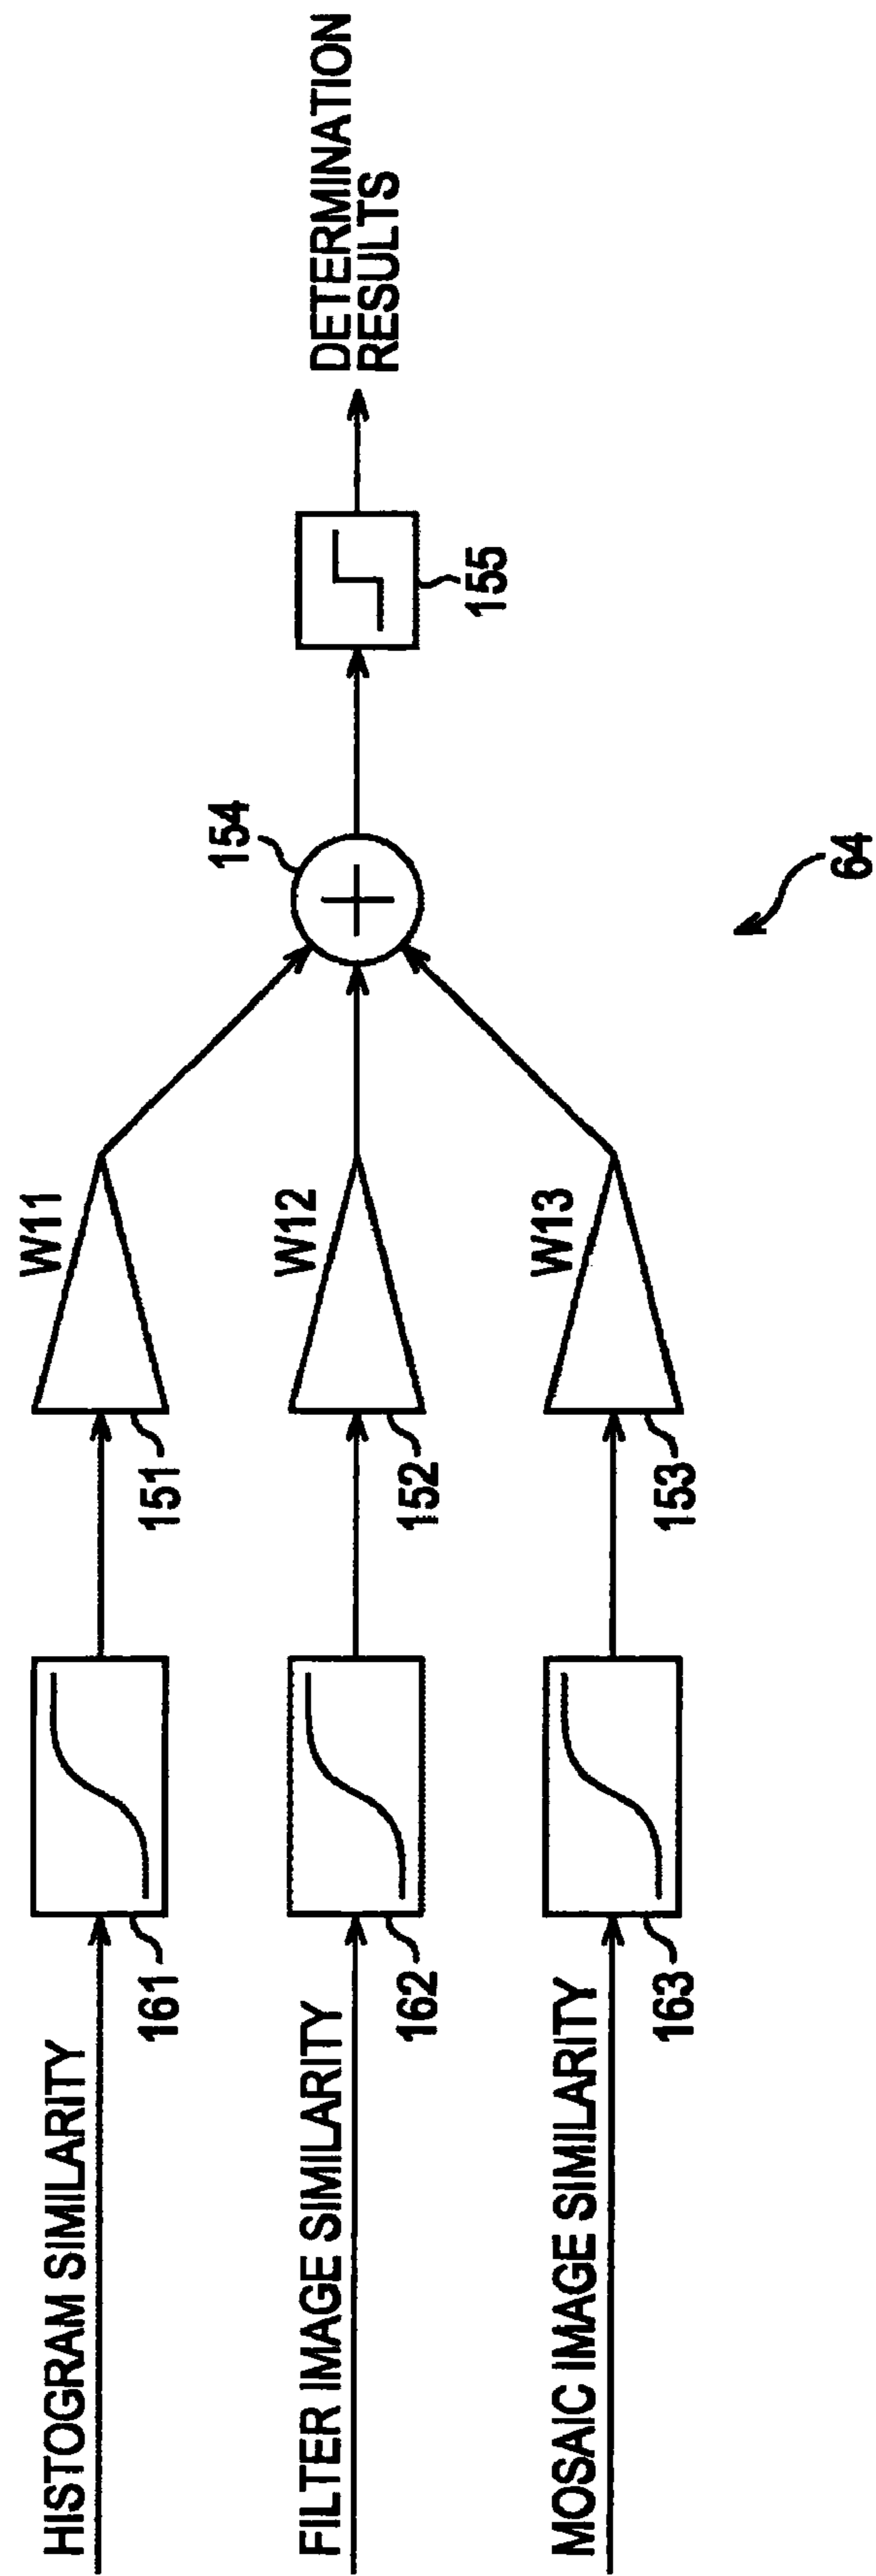 HISTOGRAM SIMILARITY
161
151
W11
FILTER IMAGE SIMILARITY
162
152
W12
MOSAIC IMAGE SIMILARITY
163
153
W13
154
155
DETERMINATION
RESULTS
64